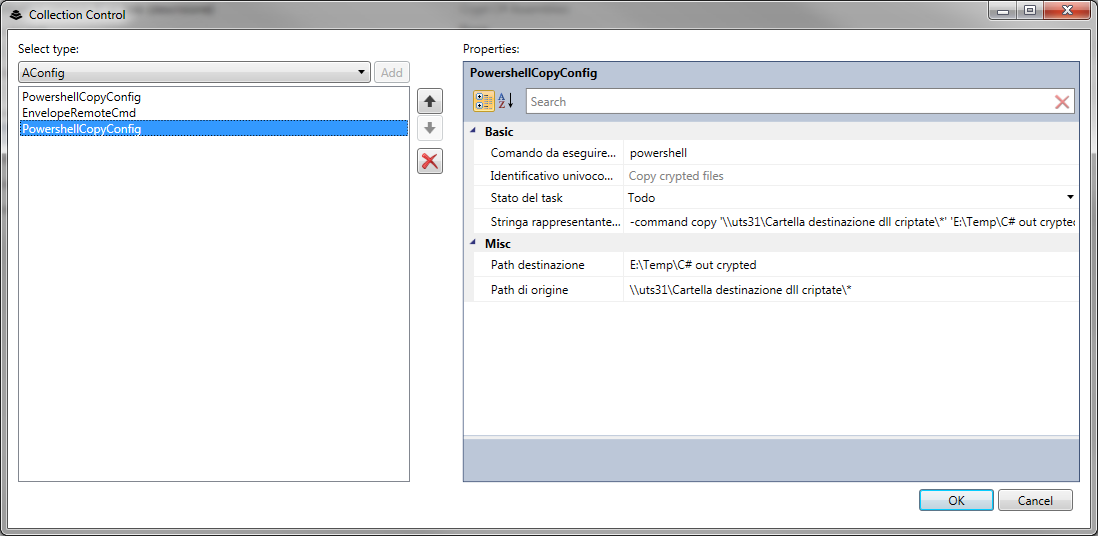 Collection Control
Select type:
AConfig
Add
PowershellCopyConfig
EnvelopeRemoteCmd
PowershellCopyConfig
Properties:
PowershellCopyConfig
A
Z
Search
Basic
Comando da eseguire... powershell
Identificativo univoco... Copy crypted files
Stato del task Todo
Stringa rappresentante... -command copy '\\uts31\Cartella destinazione dll criptate\*' 'E:\Temp\C# out crypted
Misc
Path destinazione E:\Temp\C# out crypted
Path di origine \\uts31\Cartella destinazione dll criptate\*
OK
Cancel